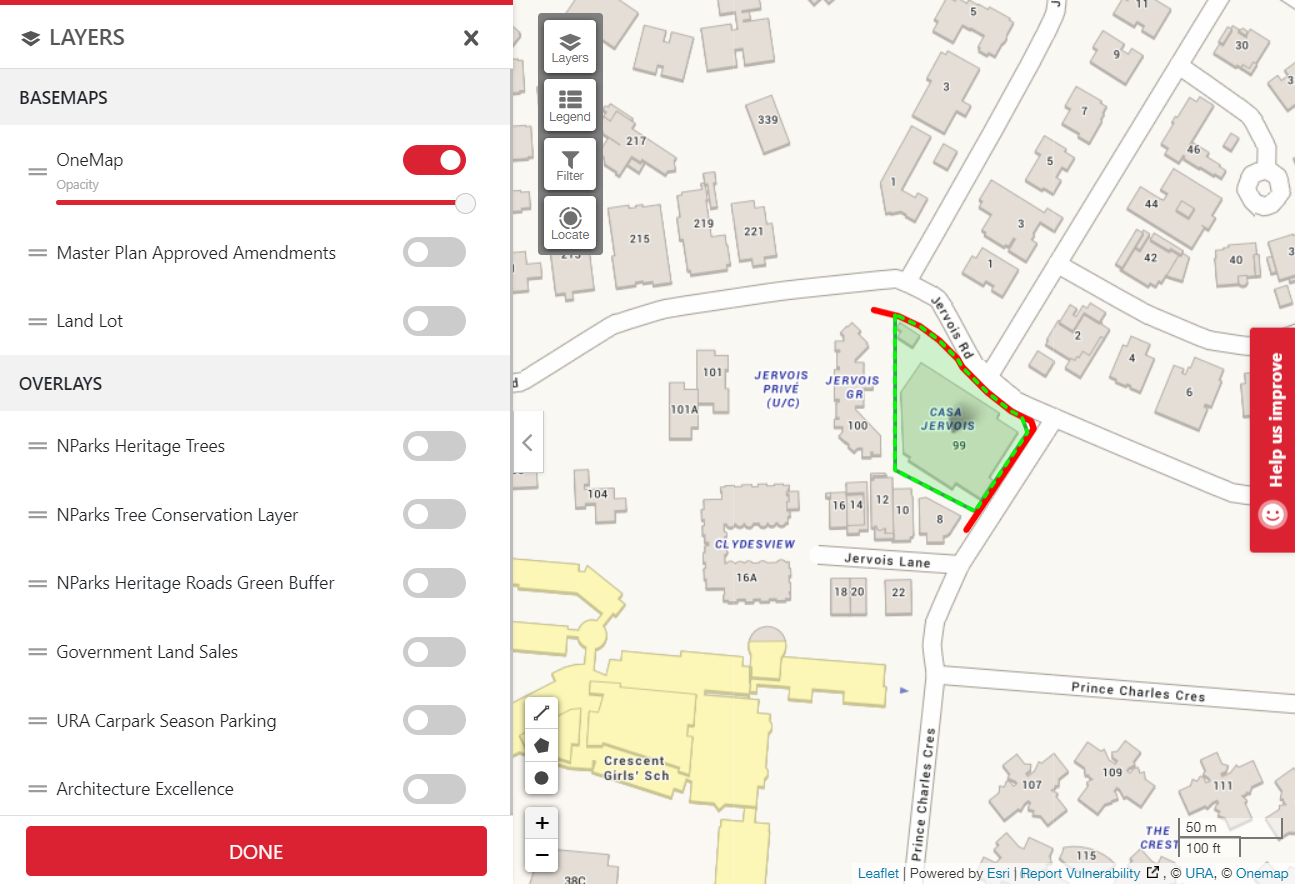 LAYERS
BASEMAPS
OneMap
Opacity
Master Plan Approved Amendments
Land Lot
OVERLAYS
NParks Heritage Trees
NParks Tree Conservation Layer
NParks Heritage Roads Green Buffer
Government Land Sales
URA Carpark Season Parking
Architecture Excellence
DONE
Layers
Legend
Filter
Locate
5
11
9
30
3
7
339
217
5
46
1
3
44
219
221
215
42
40
1
213
Jervois Rd
2
4
6
101
JERVOIS
PRIVÉ
(U/C)
JERVOIS
GR
101A
100
CASA
JERVOIS
99
Help us improve
104
16 14
12
10
8
CLYDESVIEW
Jervois Lane
16A
18 20
22
Prince Charles Cres
Crescent
Girls' Sch
Prince Charles Cres
107
109
111
THE
CREST
115
38C
+
−
50 m
100 ft
Leaflet | Powered by Esri | Report Vulnerability , © URA, © Onemap